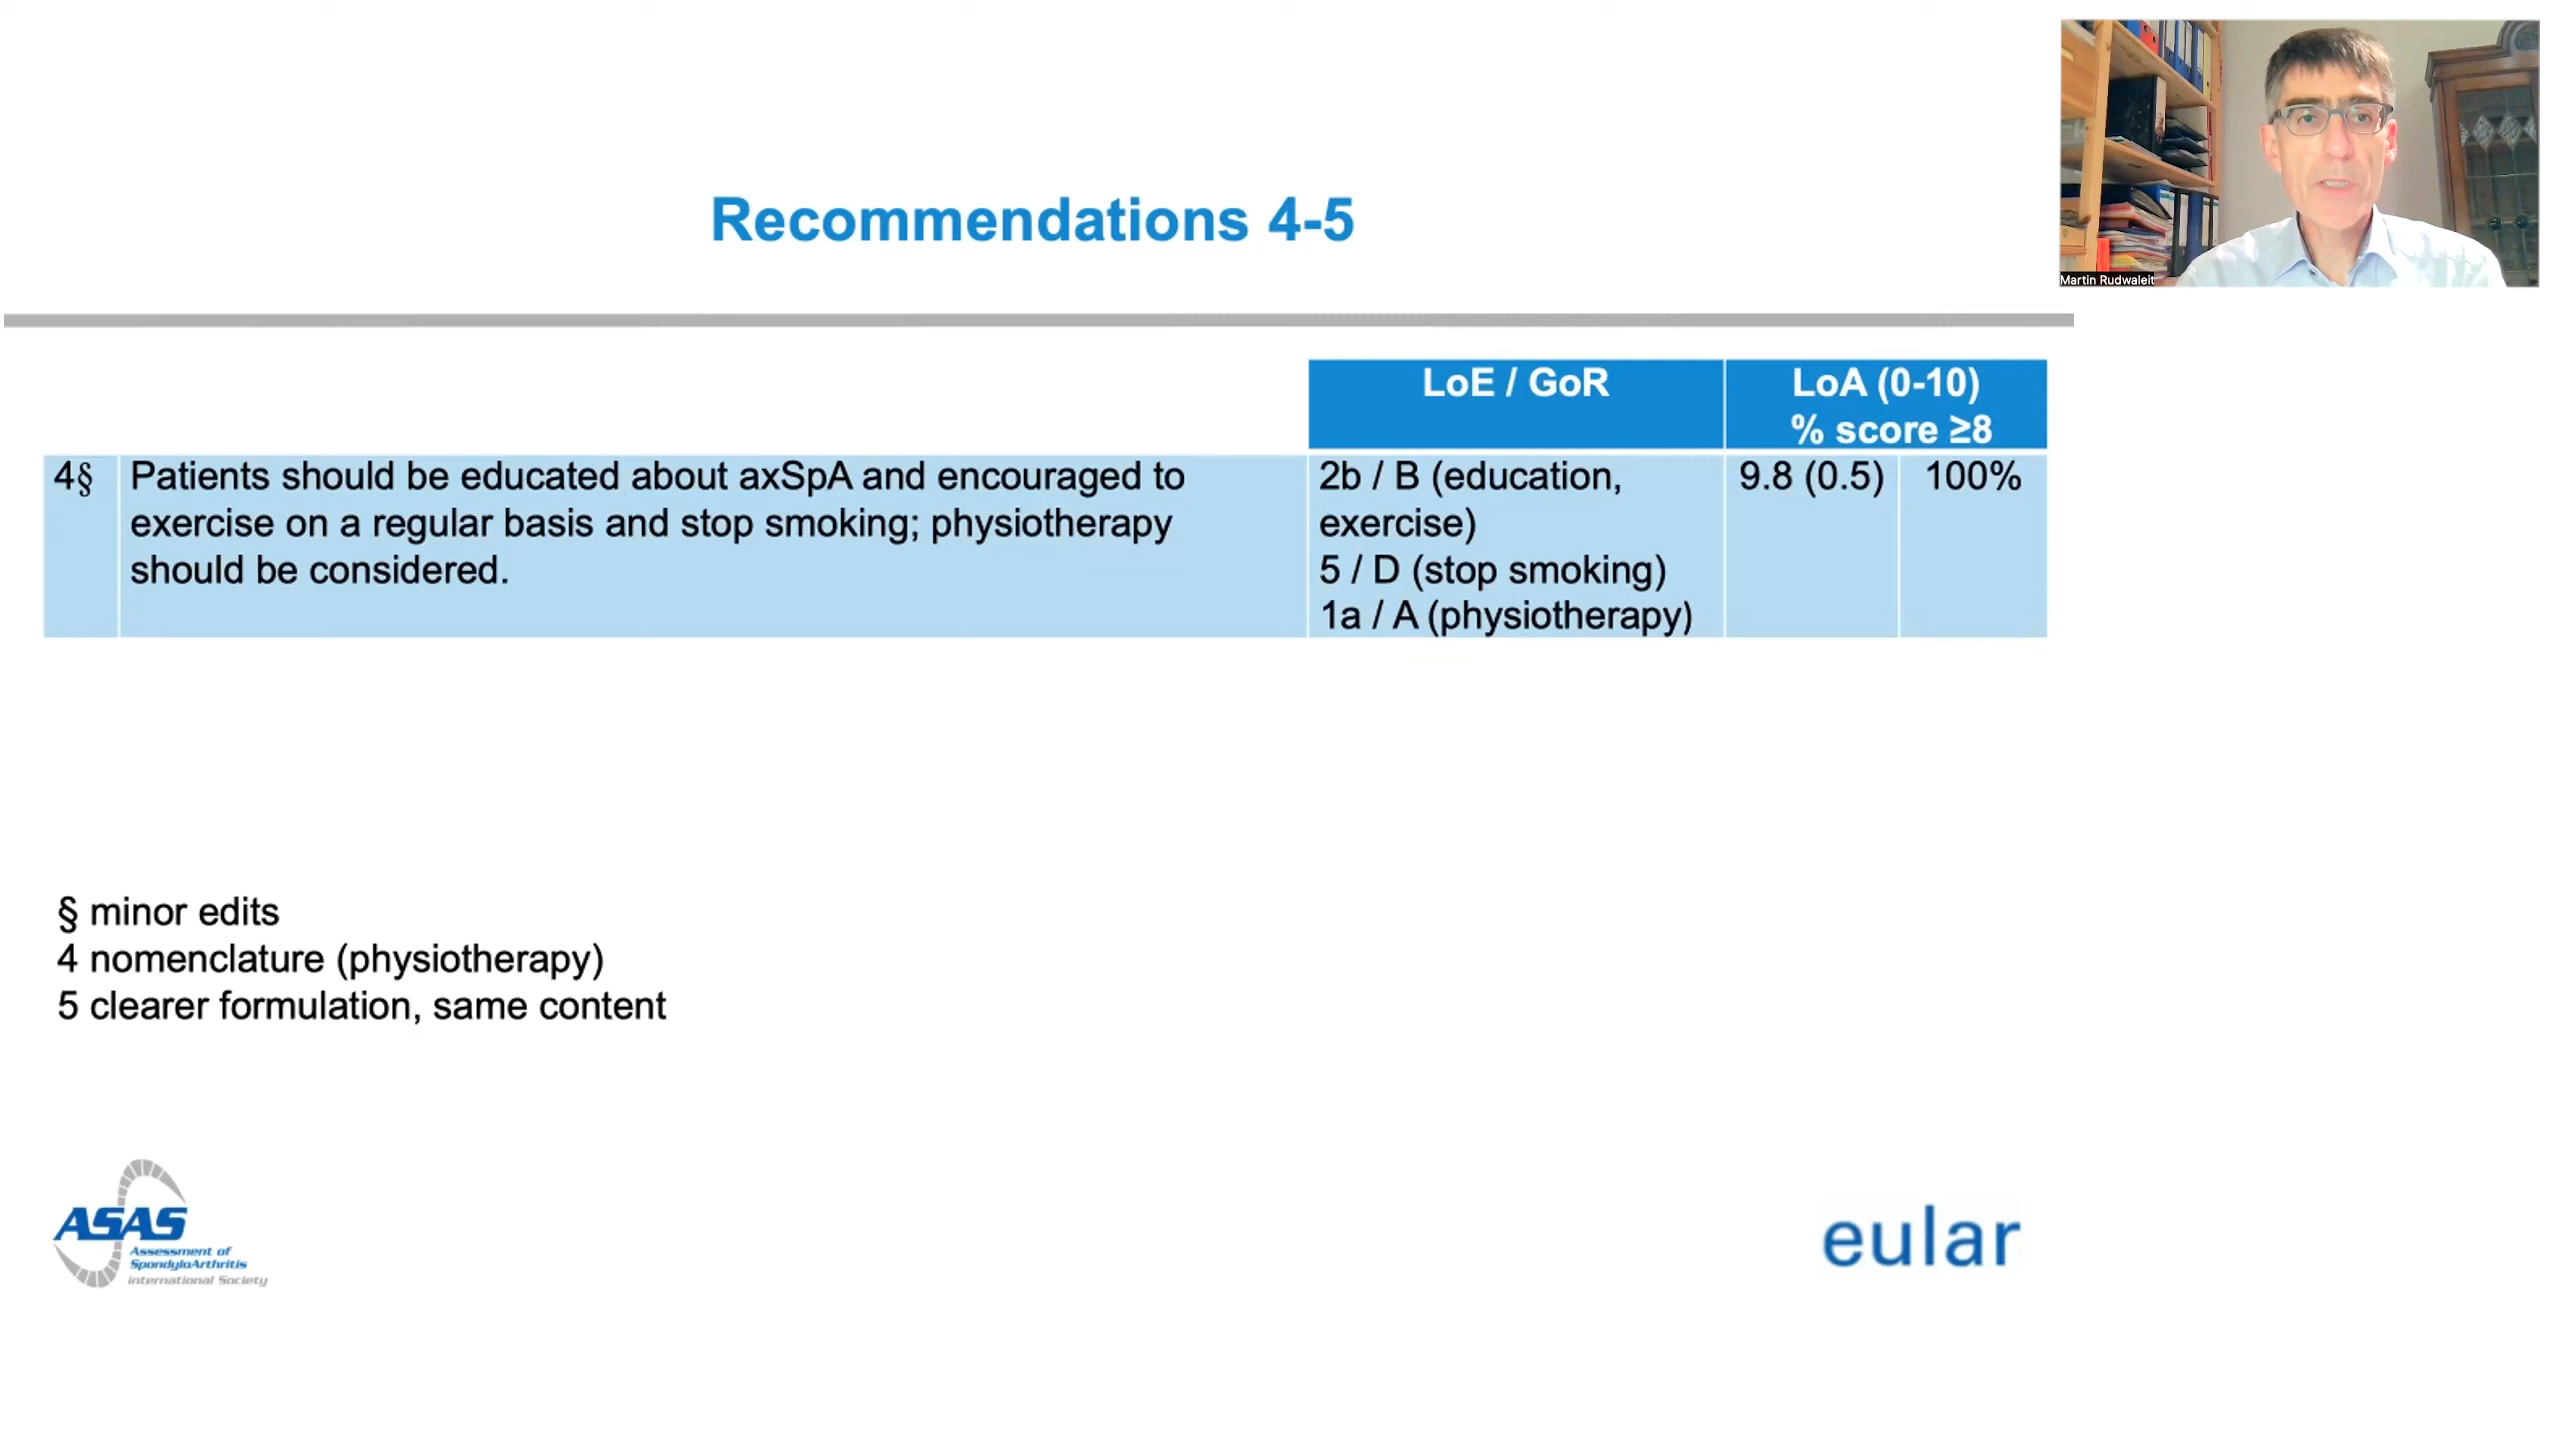 Martin Rudwaleit
Recommendations 4-5
LoE / GoR
LoA (0-10)
% score ≥8
4§
Patients should be educated about axSpA and encouraged to
exercise on a regular basis and stop smoking; physiotherapy
should be considered.
2b / B (education,
exercise)
5 / D (stop smoking)
1a / A (physiotherapy)
9.8 (0.5)
100%
§ minor edits
4 nomenclature (physiotherapy)
5 clearer formulation, same content
ASAS
Assessment of
SpondyloArthritis
international Society
eular